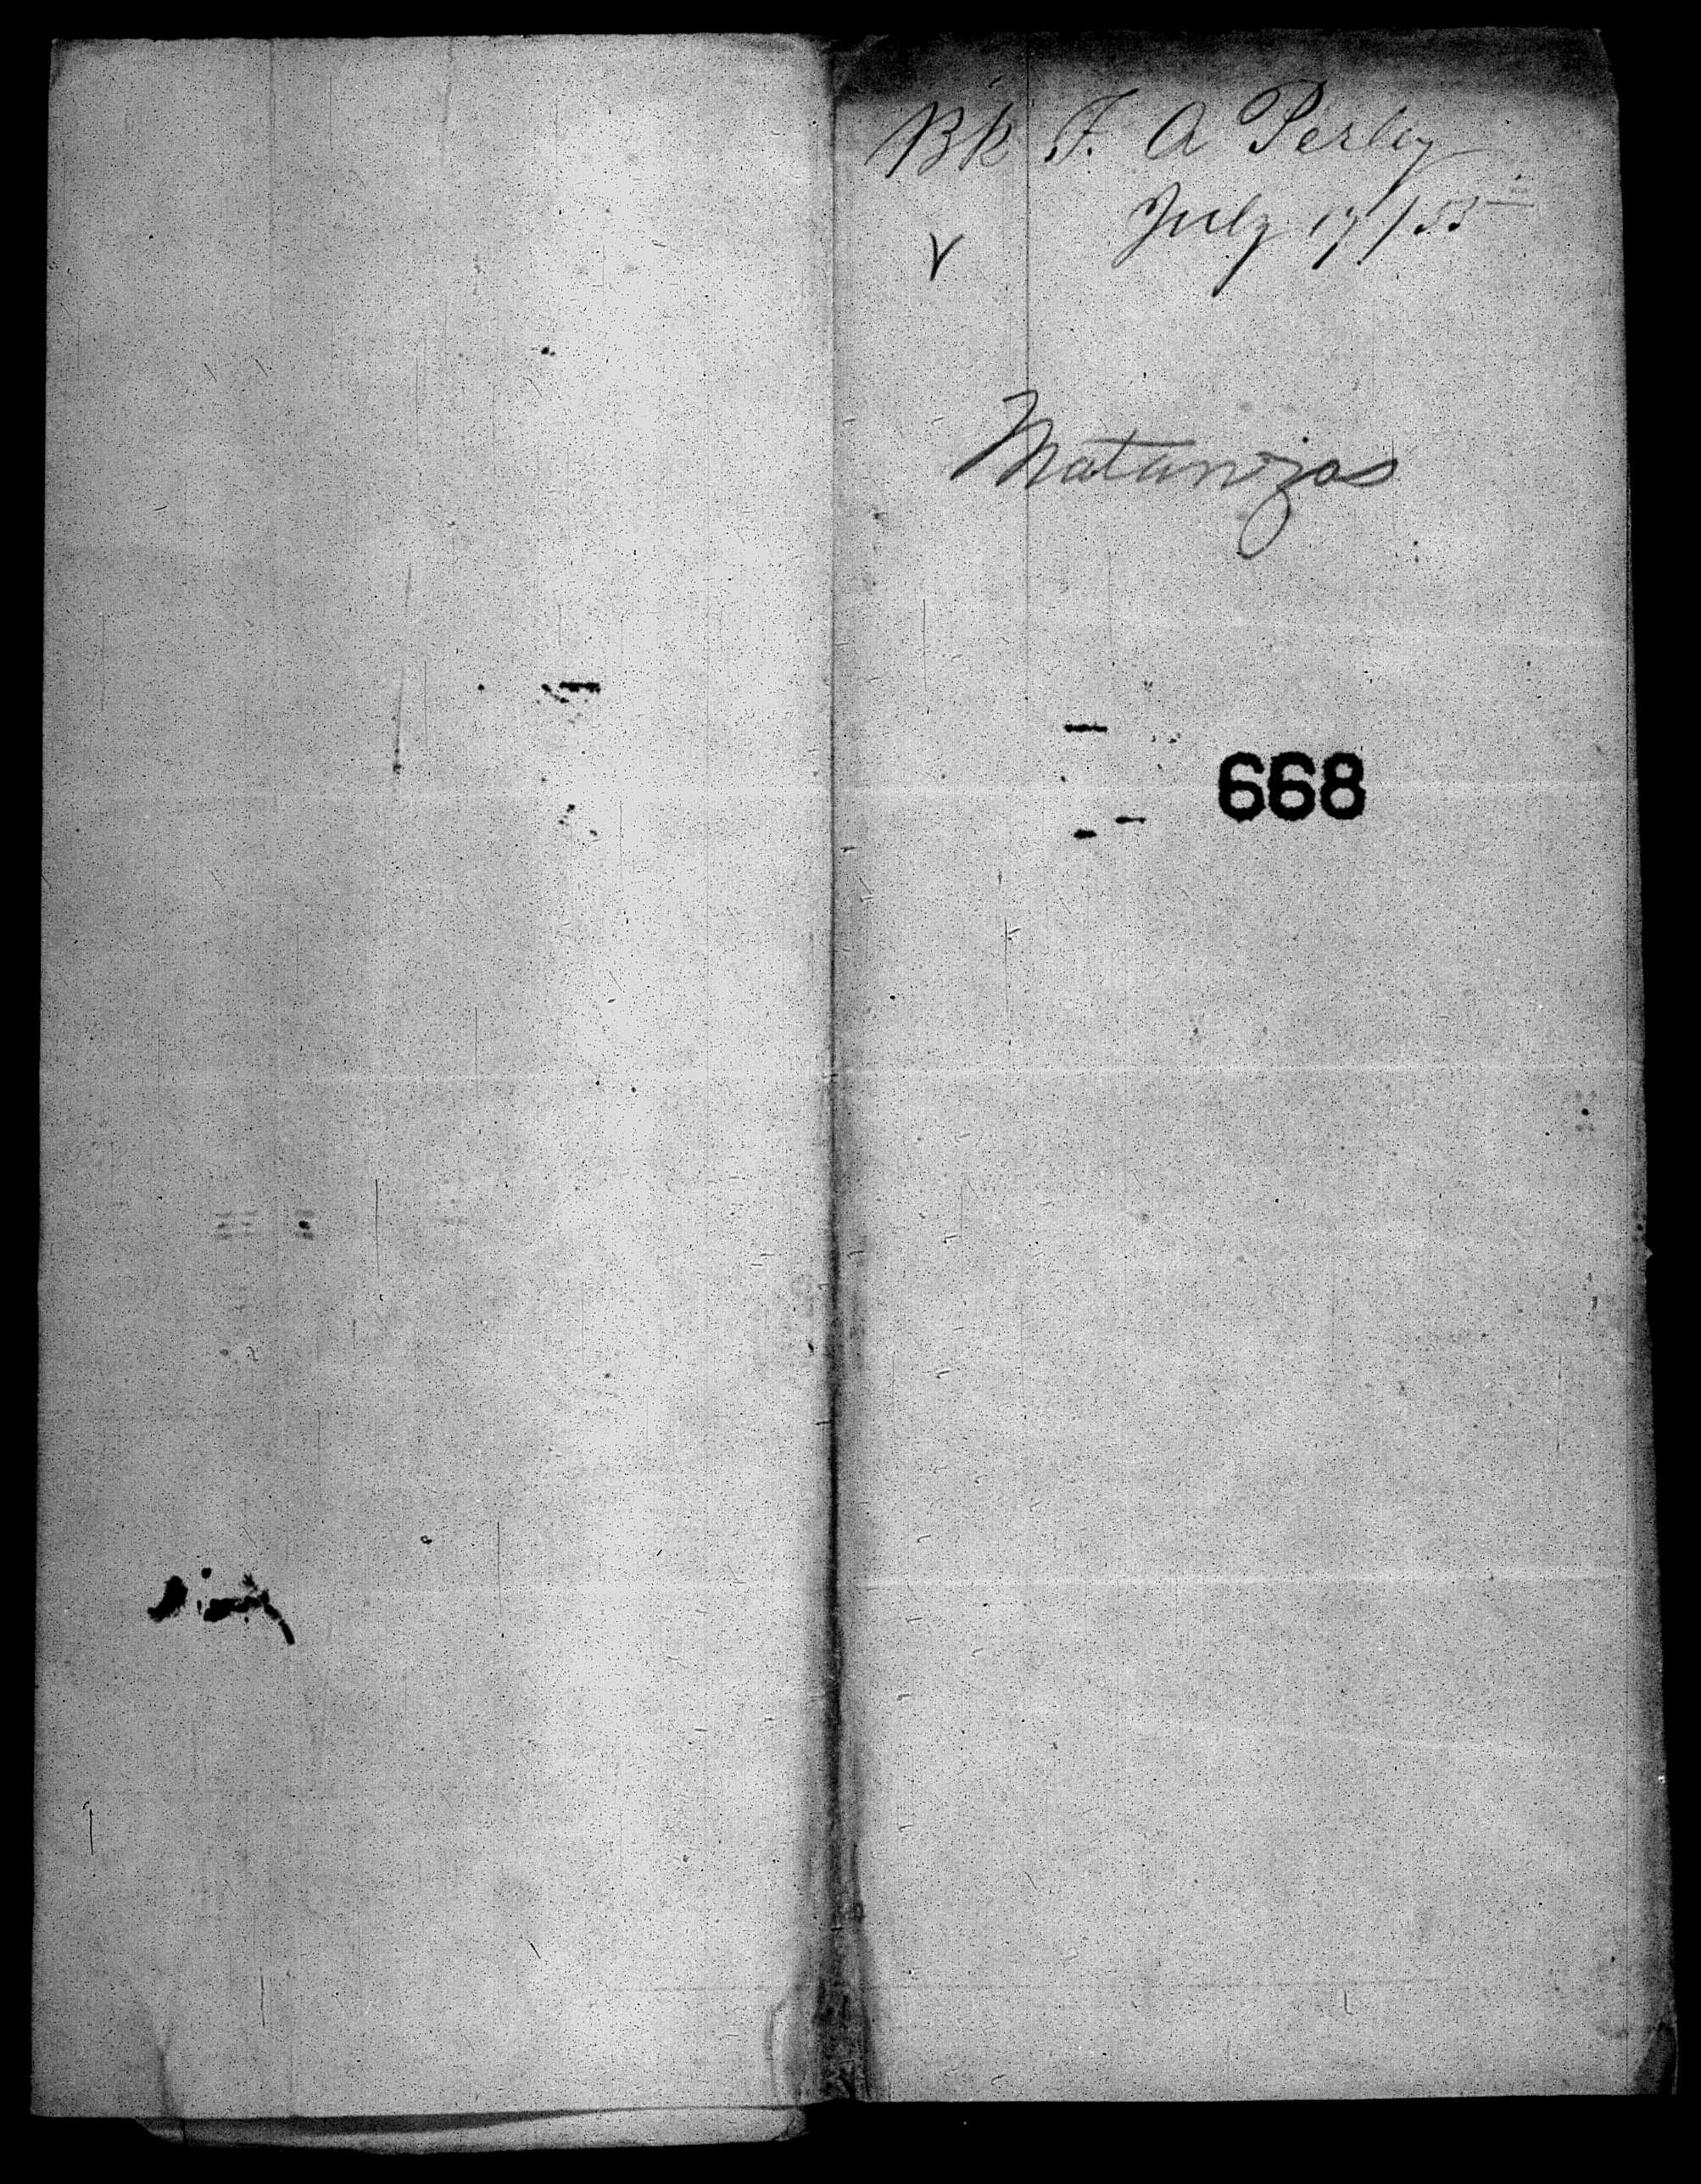 Bk F. A Perley
July 17/55
Matanzas
668